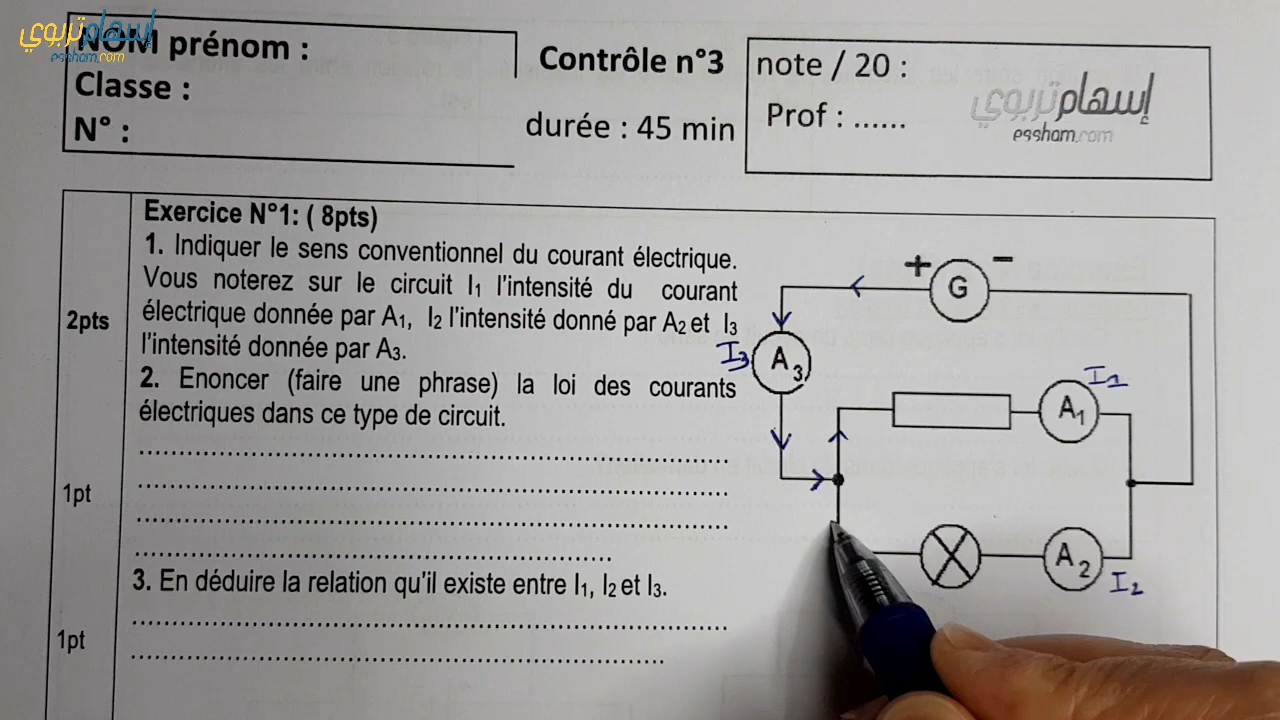 إسهام تربوي
essham.com
NOM prénom :
Classe :
N° :
Contrôle n°3
durée : 45 min
note / 20 :
Prof : ......
إسهام تربوي
essham.com
Exercice N°1: ( 8pts)
1. Indiquer le sens conventionnel du courant électrique.
Vous noterez sur le circuit I1 l'intensité du courant
électrique donnée par A1, I2 l'intensité donné par A2 et I3
l'intensité donnée par A3.
2pts
2. Enoncer (faire une phrase) la loi des courants
électriques dans ce type de circuit.
1pt
3. En déduire la relation qu'il existe entre I1, I2 et I3.
1pt
+ G −
I3 A3
I1
A1
A2
I2